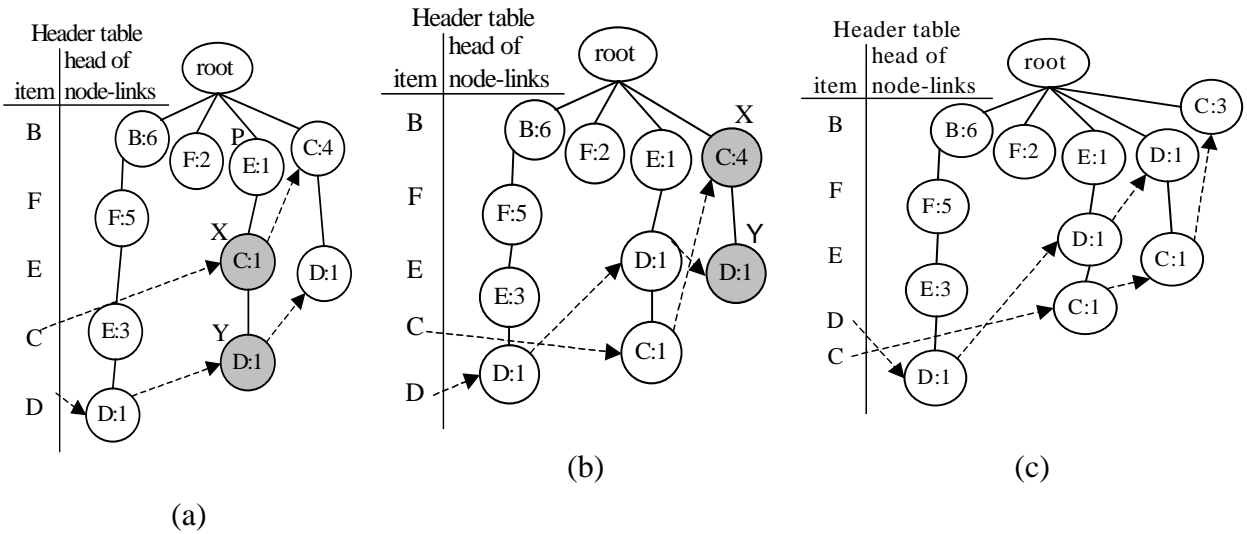 Header table
head of
item node-links
B
F
E
C
D
root
B:6
F:2
P
E:1
C:4
F:5
X
C:1
D:1
E:3
Y
D:1
D:1
(a)
Header table
head of
item node-links
B
F
E
C
D
root
X
B:6
F:2
E:1
C:4
F:5
Y
D:1
D:1
E:3
C:1
D:1
(b)
Header table
head of
item node-links
B
F
E
D
C
root
C:3
B:6
F:2
E:1
D:1
F:5
D:1
C:1
E:3
C:1
D:1
(c)